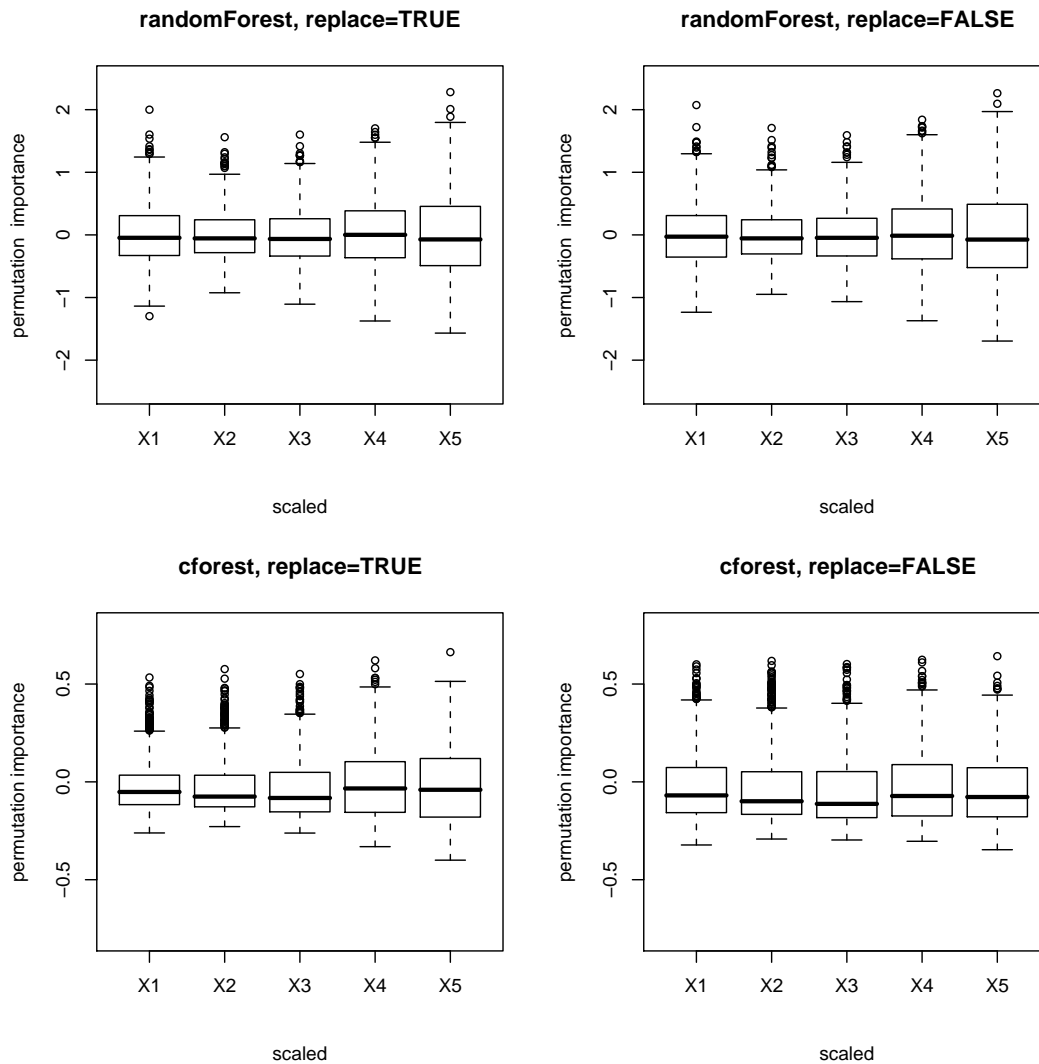 randomForest, replace=TRUE
permutation importance
2
1
0
−1
−2
X1 X2 X3 X4 X5
scaled
randomForest, replace=FALSE
permutation importance
2
1
0
−1
−2
X1 X2 X3 X4 X5
scaled
cforest, replace=TRUE
permutation importance
0.5
0.0
−0.5
X1 X2 X3 X4 X5
scaled
cforest, replace=FALSE
permutation importance
0.5
0.0
−0.5
X1 X2 X3 X4 X5
scaled